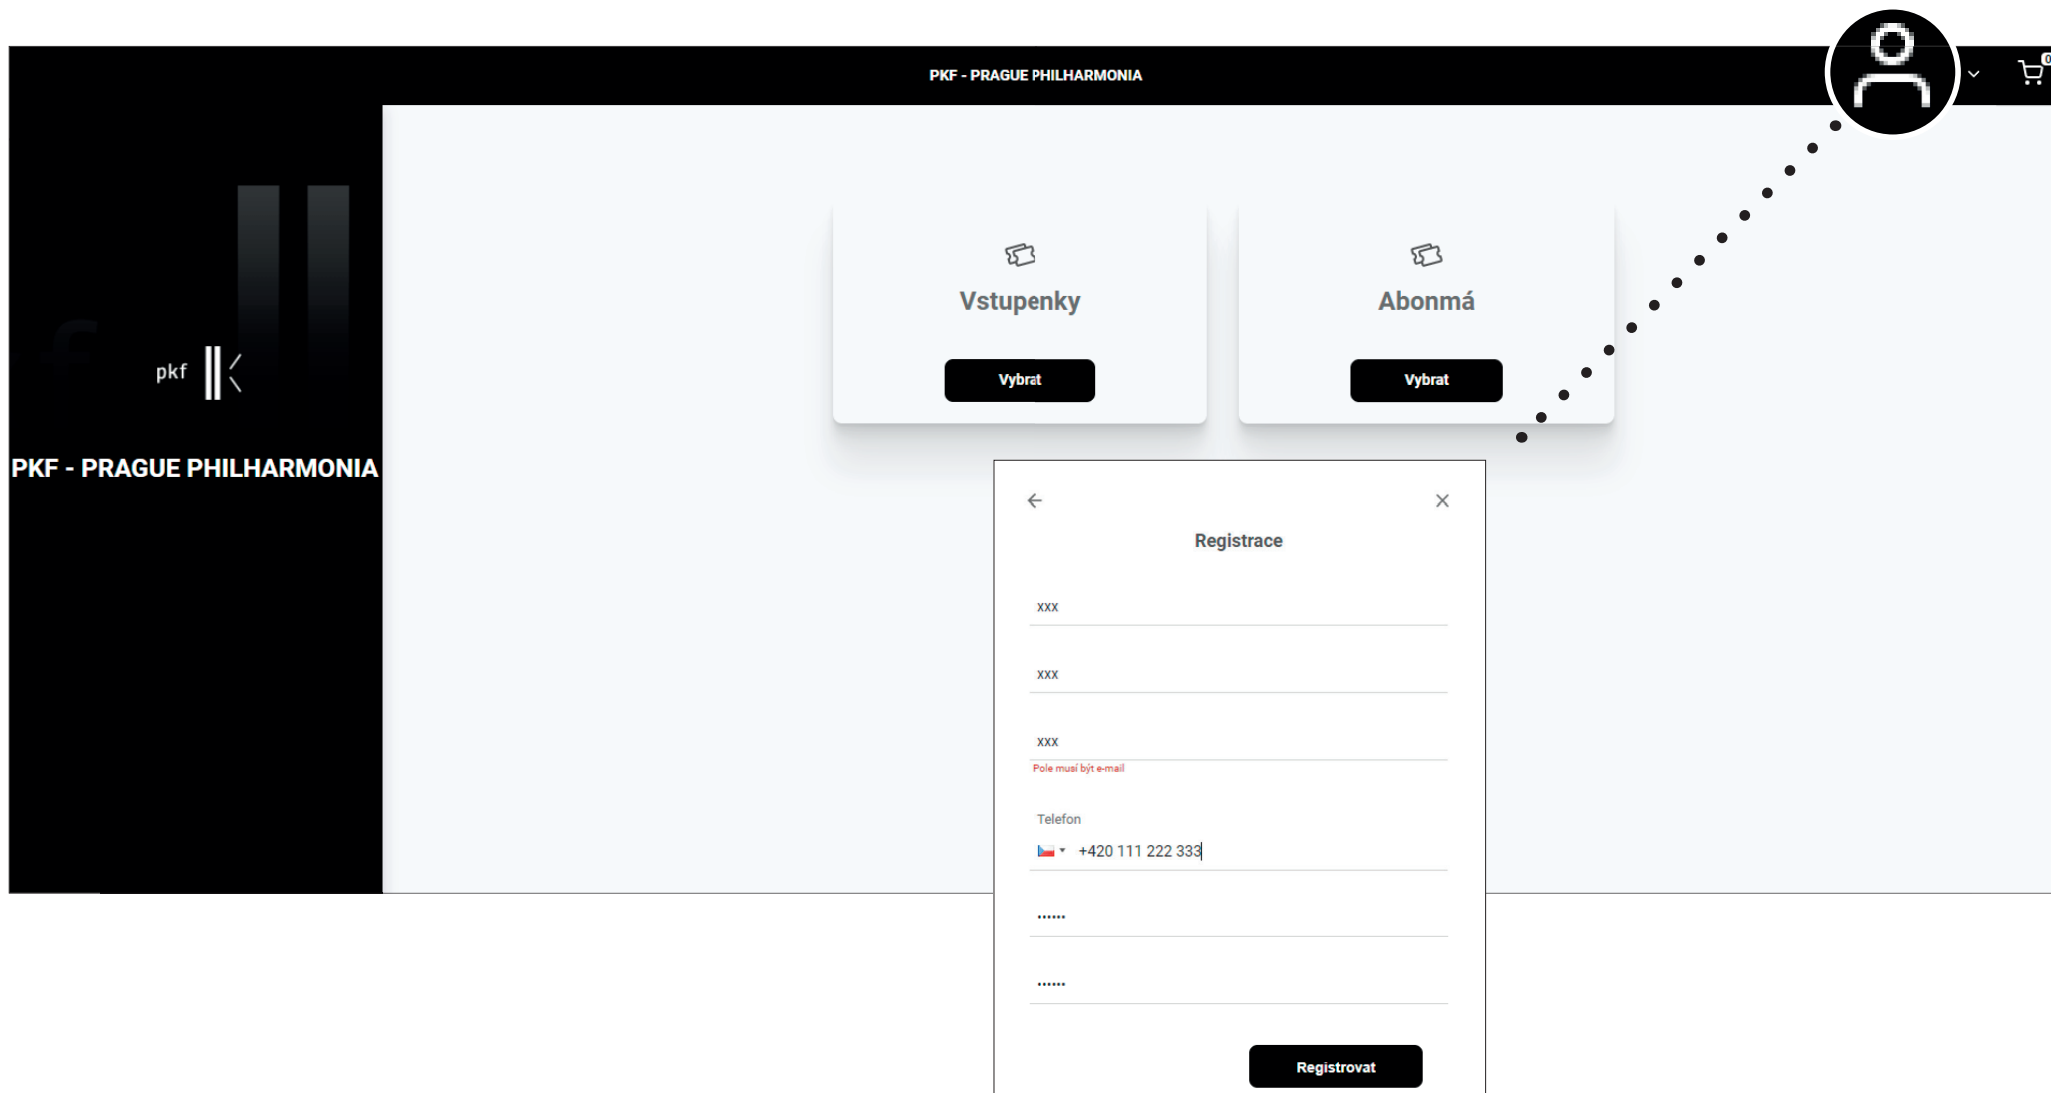 PKF - PRAGUE PHILHARMONIA
0
Vstupenky
Abonmá
Vybrat
Vybrat
pkf
PKF - PRAGUE PHILHARMONIA
Registrace
xxx
xxx
xxx
Pole musí být e-mail
Telefon
+420 111 222 333
······
······
Registrovat